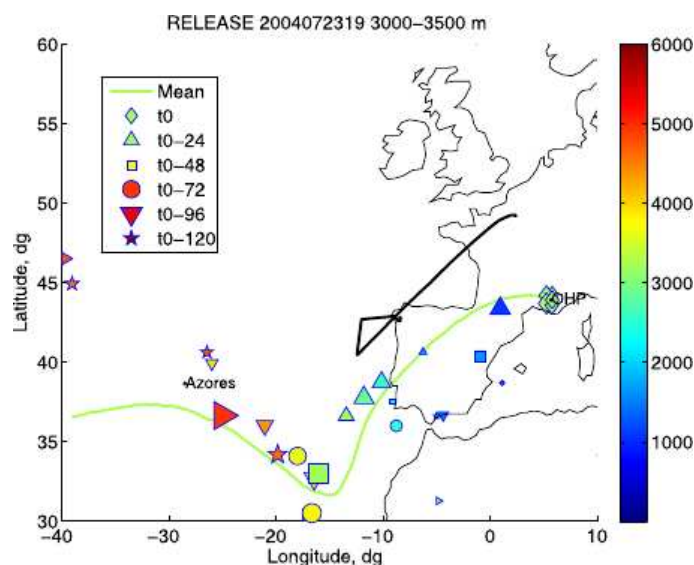 RELEASE 2004072319 3000−3500 m
60
55
50
45
40
35
30
Latitude, dg
Mean
t0
t0−24
t0−48
t0−72
t0−96
t0−120
OHP
Azores
−40
−30
−20
−10
0
10
Longitude, dg
6000
5000
4000
3000
2000
1000